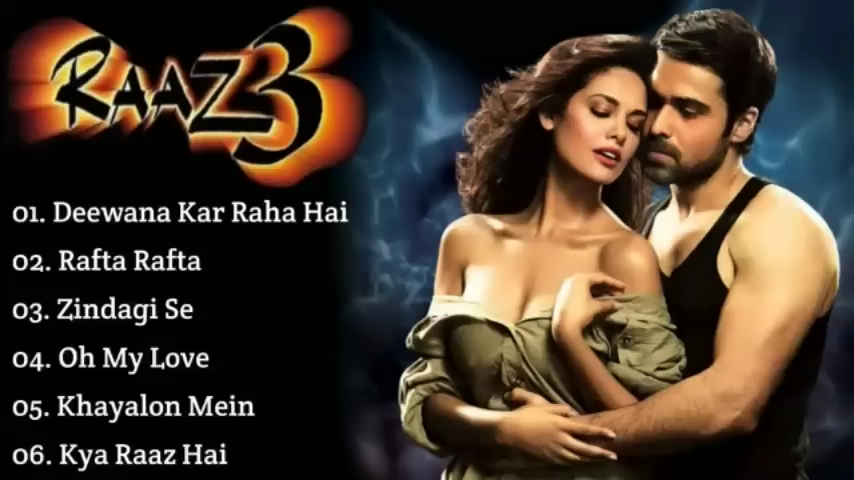 RAAZ 3
01. Deewana Kar Raha Hai
02. Rafta Rafta
03. Zindagi Se
04. Oh My Love
05. Khayalon Mein
06. Kya Raaz Hai